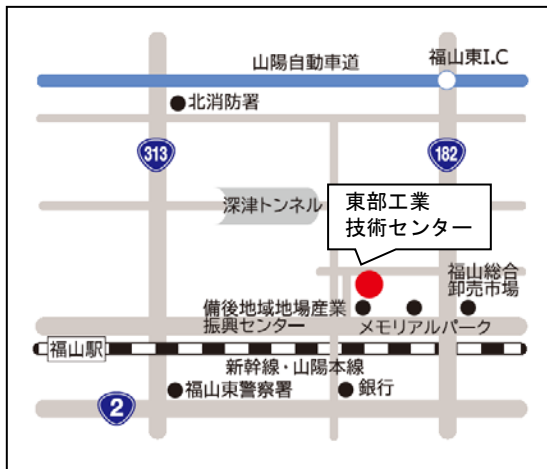 福山東I.C
山陽自動車道
北消防署
313
182
深津トンネル
東部工業
技術センター
福山総合
卸売市場
備後地域地場産業
振興センター
メモリアルパーク
福山駅
新幹線・山陽本線
福山東警察署
銀行
2